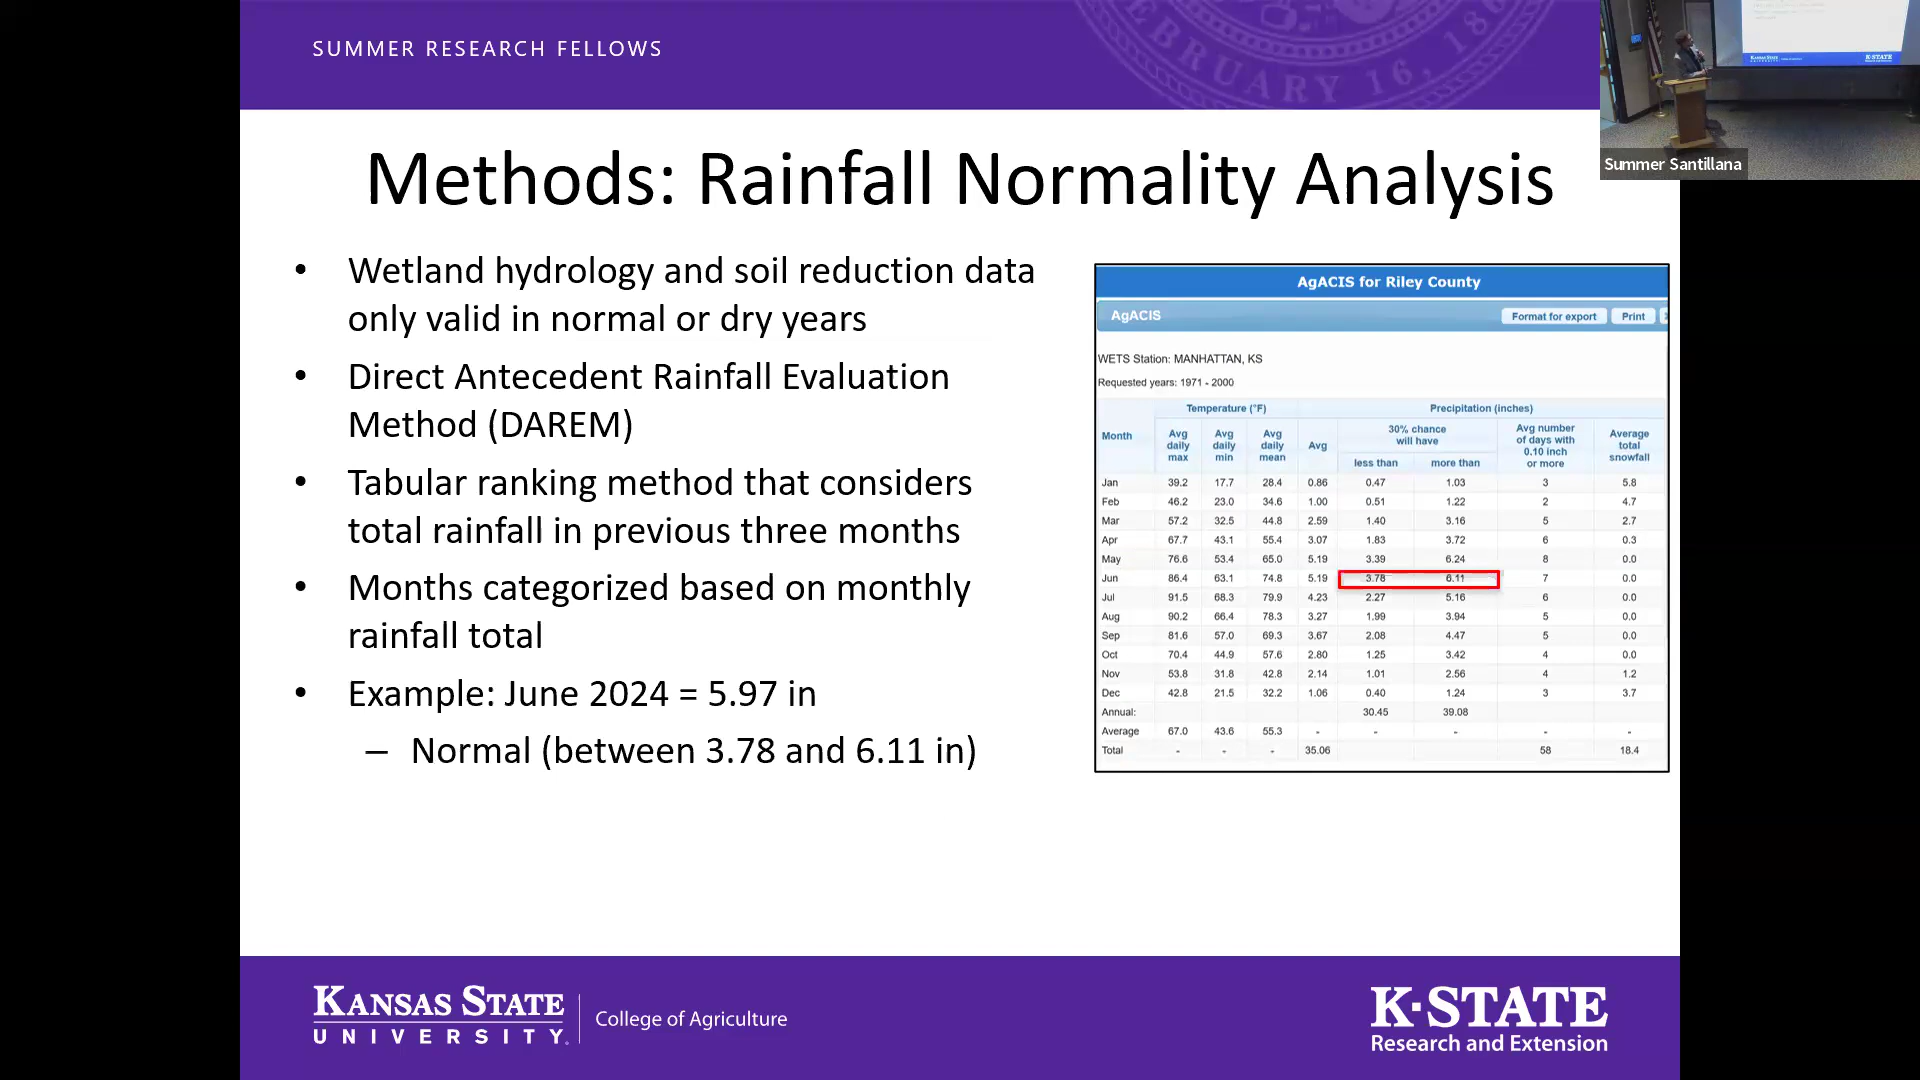 SUMMER RESEARCH FELLOWS
FEBRUARY 16, 186
Summer Santillana
Methods: Rainfall Normality Analysis
• Wetland hydrology and soil reduction data
only valid in normal or dry years
• Direct Antecedent Rainfall Evaluation
Method (DAREM)
• Tabular ranking method that considers
total rainfall in previous three months
• Months categorized based on monthly
rainfall total
• Example: June 2024 = 5.97 in
– Normal (between 3.78 and 6.11 in)
AgACIS for Riley County
AgACIS Format for export Print
WETS Station: MANHATTAN, KS
Requested years: 1971 - 2000
Temperature (°F) Precipitation (inches)
Month Avg daily max Avg daily min Avg daily mean Avg 30% chance will have Avg number of days with 0.10 inch or more Average total snowfall
less than more than
Jan 39.2 17.7 28.4 0.86 0.47 1.03 3 5.8
Feb 46.2 23.0 34.6 1.00 0.51 1.22 2 4.7
Mar 57.2 32.5 44.8 2.59 1.40 3.16 5 2.7
Apr 67.7 43.1 55.4 3.07 1.83 3.72 6 0.3
May 76.6 53.4 65.0 5.19 3.39 6.24 8 0.0
Jun 86.4 63.1 74.8 5.19 3.78 6.11 7 0.0
Jul 91.5 68.3 79.9 4.23 2.27 5.16 6 0.0
Aug 90.2 66.4 78.3 3.27 1.99 3.94 5 0.0
Sep 81.6 57.0 69.3 3.67 2.08 4.47 5 0.0
Oct 70.4 44.9 57.6 2.80 1.25 3.42 4 0.0
Nov 53.8 31.8 42.8 2.14 1.01 2.56 4 1.2
Dec 42.8 21.5 32.2 1.06 0.40 1.24 3 3.7
Annual: 30.45 39.08
Average 67.0 43.6 55.3 - - - - -
Total - - - 35.06 58 18.4
KANSAS STATE
UNIVERSITY
College of Agriculture
K-STATE
Research and Extension